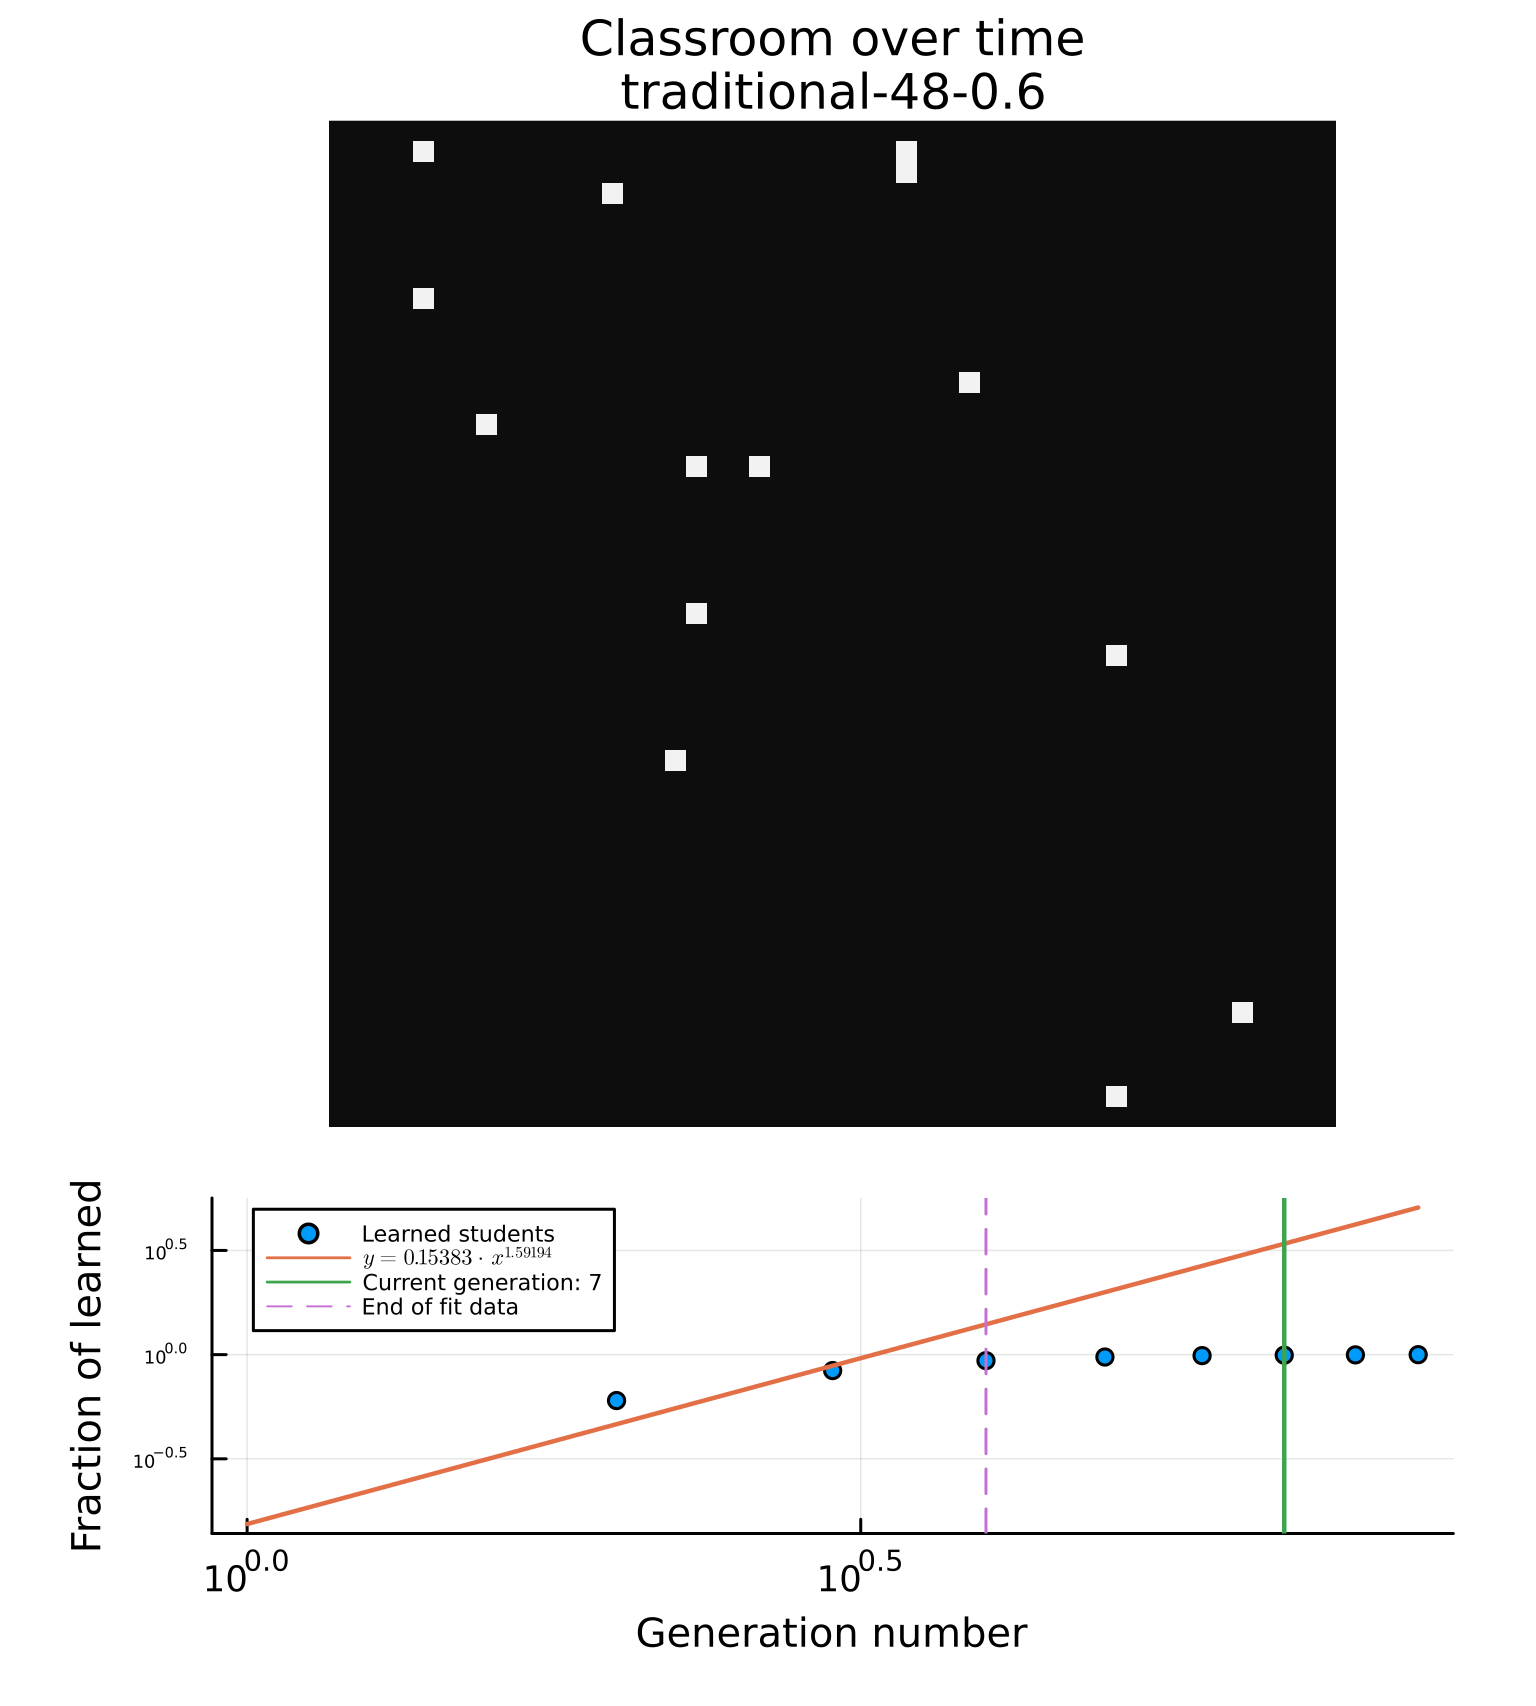 Classroom over time
traditional-48-0.6
Fraction of learned
10^0.5
10^0.0
10^−0.5
Learned students
y = 0.15383 · x^1.59194
Current generation: 7
End of fit data
10^0.0
10^0.5
Generation number